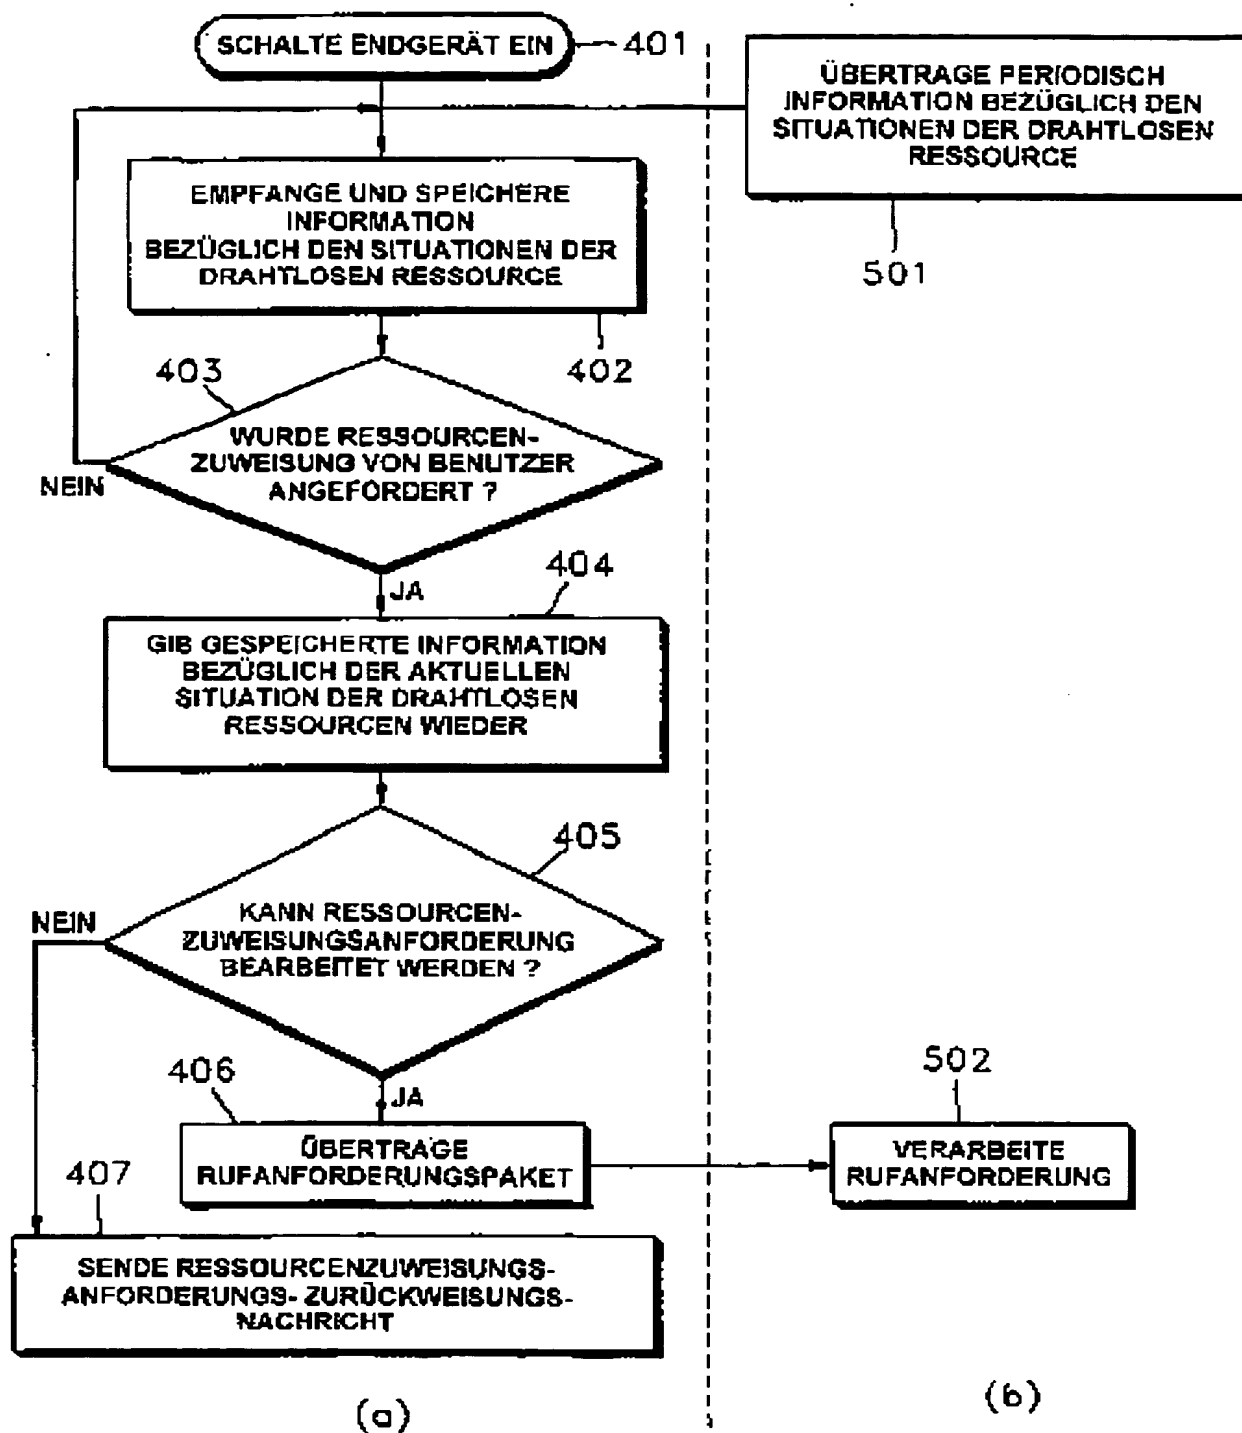 SCHALTE ENDGERÄT EIN
401
ÜBERTRAGE PERIODISCH
INFORMATION BEZÜGLICH DEN
SITUATIONEN DER DRAHTLOSEN
RESSOURCE
501
EMPFANGE UND SPEICHERE
INFORMATION
BEZÜGLICH DEN SITUATIONEN DER
DRAHTLOSEN RESSOURCE
402
403
WURDE RESSOURCEN-
ZUWEISUNG VON BENUTZER
ANGEFORDERT ?
NEIN
JA
404
GIB GESPEICHERTE INFORMATION
BEZÜGLICH DER AKTUELLEN
SITUATION DER DRAHTLOSEN
RESSOURCEN WIEDER
405
KANN RESSOURCEN-
ZUWEISUNGSANFORDERUNG
BEARBEITET WERDEN ?
NEIN
JA
406
ÜBERTRAGE
RUFANFORDERUNGSPAKET
502
VERARBEITE
RUFANFORDERUNG
407
SENDE RESSOURCENZUWEISUNGS-
ANFORDERUNGS- ZURÜCKWEISUNGS-
NACHRICHT
(a)
(b)